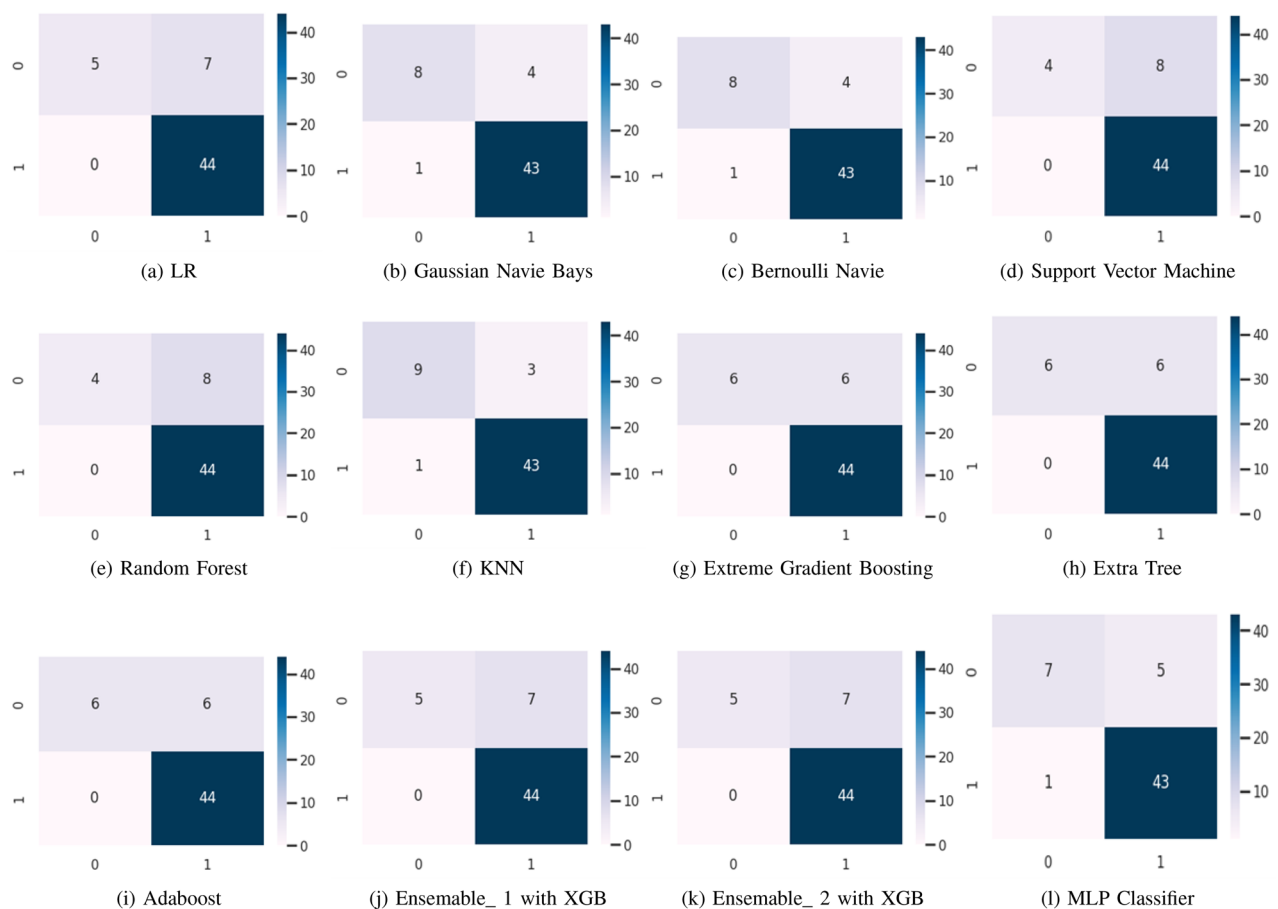 0 5 7 40 30 20 10 0
1 0 44
0 1
(a) LR
0 8 4 40 30 20 10
1 1 43
0 1
(b) Gaussian Navie Bays
0 8 4 40 30 20 10
1 1 43
0 1
(c) Bernoulli Navie
0 4 8 40 30 20 10 0
1 0 44
0 1
(d) Support Vector Machine
0 4 8 40 30 20 10 0
1 0 44
0 1
(e) Random Forest
0 9 3 40 30 20 10
1 1 43
0 1
(f) KNN
0 6 6 40 30 20 10 0
1 0 44
0 1
(g) Extreme Gradient Boosting
0 6 6 40 30 20 10 0
1 0 44
0 1
(h) Extra Tree
0 6 6 40 30 20 10 0
1 0 44
0 1
(i) Adaboost
0 5 7 40 30 20 10 0
1 0 44
0 1
(j) Ensemable_ 1 with XGB
0 5 7 40 30 20 10 0
1 0 44
0 1
(k) Ensemable_ 2 with XGB
0 7 5 40 30 20 10
1 1 43
0 1
(l) MLP Classifier